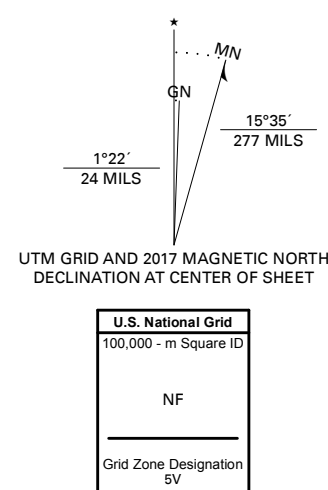 ★
MN
GN
1°22´
24 MILS
15°35´
277 MILS
UTM GRID AND 2017 MAGNETIC NORTH
DECLINATION AT CENTER OF SHEET
U.S. National Grid
100,000 - m Square ID
NF
Grid Zone Designation
5V